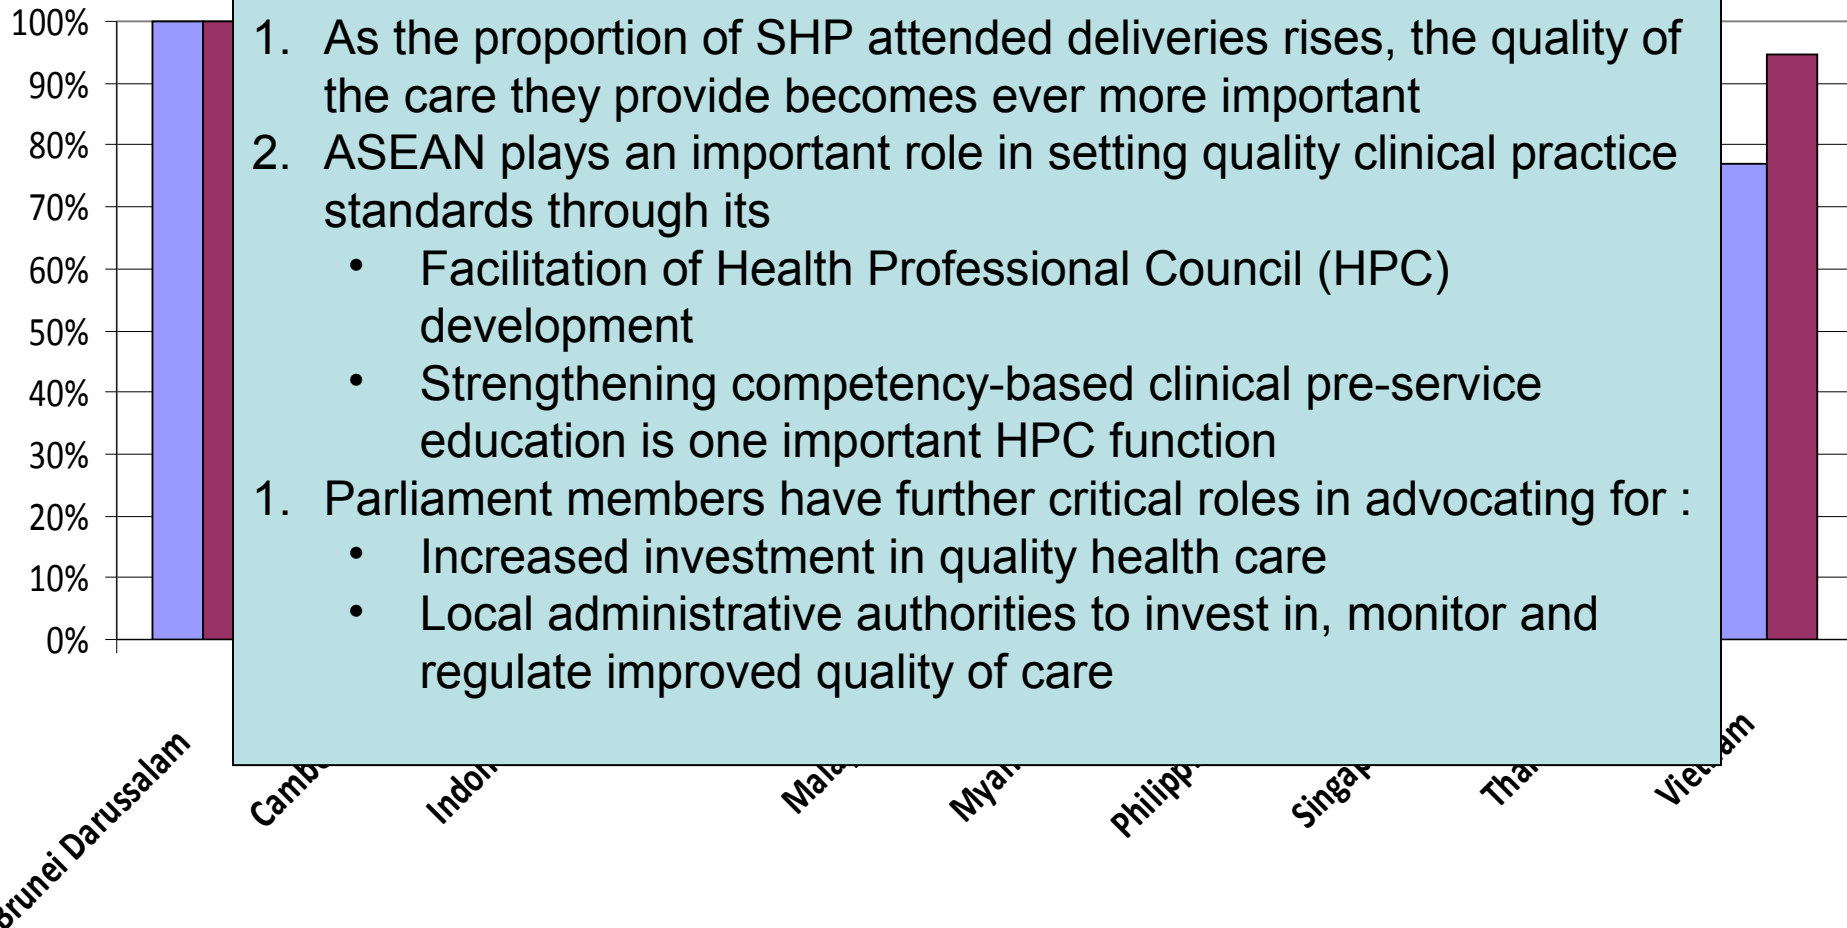 100%
90%
80%
70%
60%
50%
40%
30%
20%
10%
0%
1. As the proportion of SHP attended deliveries rises, the quality of
the care they provide becomes ever more important
2. ASEAN plays an important role in setting quality clinical practice
standards through its
• Facilitation of Health Professional Council (HPC)
development
• Strengthening competency-based clinical pre-service
education is one important HPC function
1. Parliament members have further critical roles in advocating for :
• Increased investment in quality health care
• Local administrative authorities to invest in, monitor and
regulate improved quality of care
Brunei Darussalam